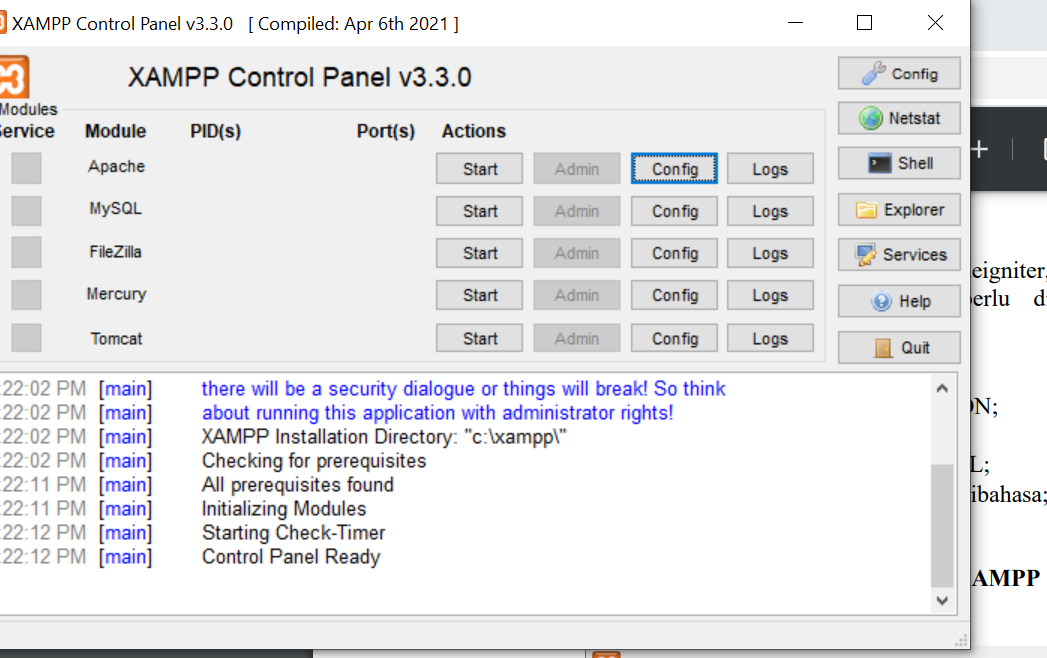 XAMPP Control Panel v3.3.0 [ Compiled: Apr 6th 2021 ]
XAMPP Control Panel v3.3.0
Config
Modules
Service Module PID(s) Port(s) Actions
Netstat
Apache Start Admin Config Logs
Shell
MySQL Start Admin Config Logs
Explorer
FileZilla Start Admin Config Logs
Services
Mercury Start Admin Config Logs
Help
Tomcat Start Admin Config Logs
Quit
:22:02 PM [main] there will be a security dialogue or things will break! So think
:22:02 PM [main] about running this application with administrator rights!
:22:02 PM [main] XAMPP Installation Directory: "c:\xampp\"
:22:02 PM [main] Checking for prerequisites
:22:11 PM [main] All prerequisites found
:22:11 PM [main] Initializing Modules
:22:12 PM [main] Starting Check-Timer
:22:12 PM [main] Control Panel Ready
eigniter,
erlu di
ON;
L;
ibahasa;
AMPP